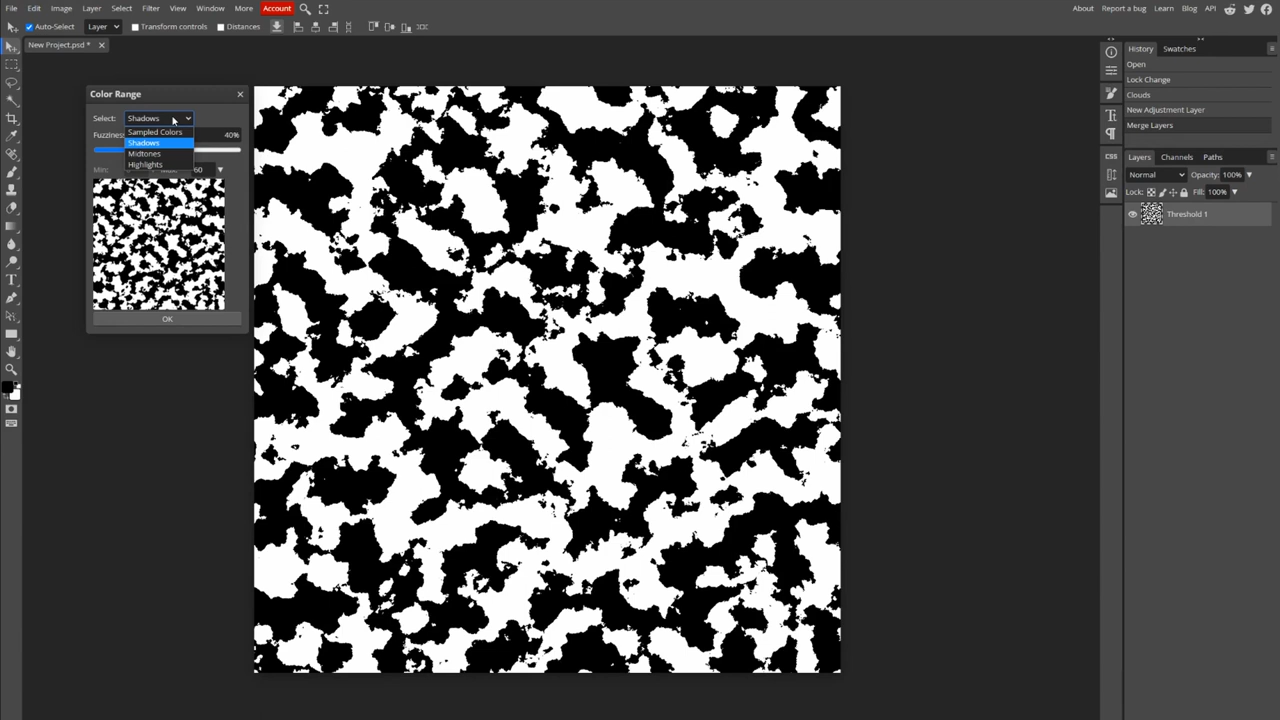 File Edit Image Layer Select Filter View Window More Account About Report a bug Learn Blog API
Auto-Select Layer Transform controls Distances
New Project.psd *
History Swatches
Open
Lock Change
Clouds
New Adjustment Layer
Merge Layers
CSS
Layers Channels Paths
Normal Opacity: 100%
Lock: Fill: 100%
Threshold 1
Color Range
Select: Shadows
Sampled Colors
Shadows
Midtones
Highlights
40%
Min: 60
OK